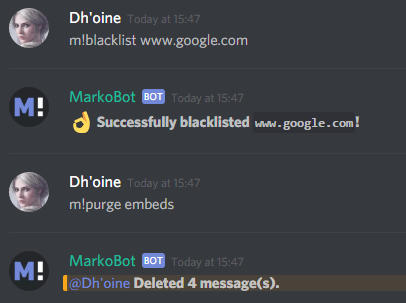 Dh'oine Today at 15:47
m!blacklist www.google.com
M!
MarkoBot BOT Today at 15:47
👌 Successfully blacklisted www.google.com!
Dh'oine Today at 15:47
m!purge embeds
M!
MarkoBot BOT Today at 15:47
@Dh'oine Deleted 4 message(s).